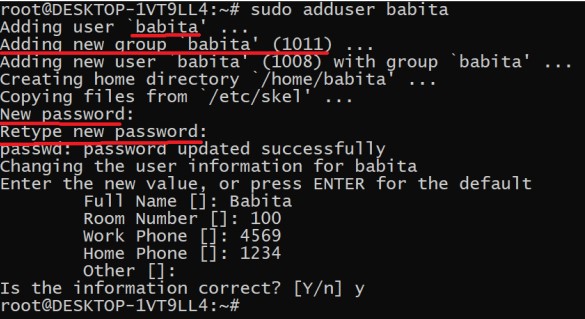 root@DESKTOP-1VT9LL4:~# sudo adduser babita
Adding user `babita' ...
Adding new group `babita' (1011) ...
Adding new user `babita' (1008) with group `babita' ...
Creating home directory `/home/babita' ...
Copying files from `/etc/skel' ...
New password:
Retype new password:
passwd: password updated successfully
Changing the user information for babita
Enter the new value, or press ENTER for the default
Full Name []: Babita
Room Number []: 100
Work Phone []: 4569
Home Phone []: 1234
Other []:
Is the information correct? [Y/n] y
root@DESKTOP-1VT9LL4:~#